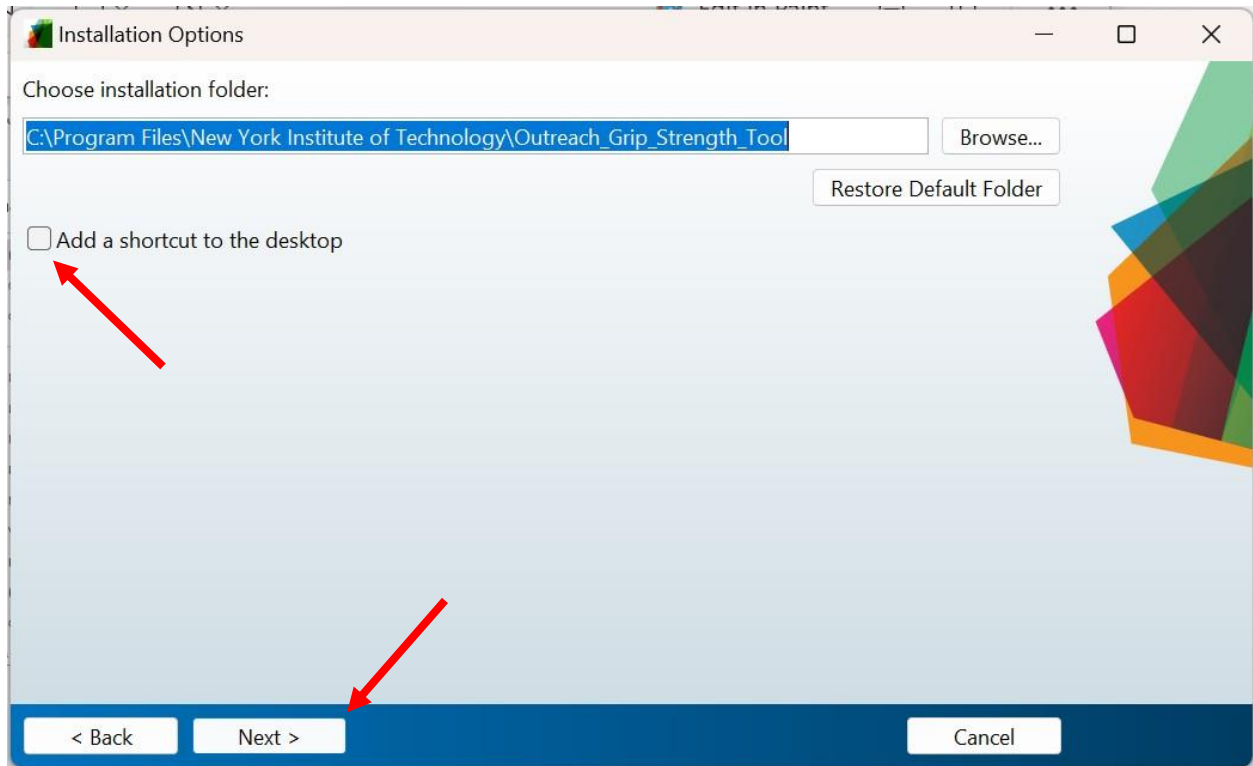 Installation Options
Choose installation folder:
C:\Program Files\New York Institute of Technology\Outreach_Grip_Strength_Tool
Browse...
Restore Default Folder
Add a shortcut to the desktop
< Back
Next >
Cancel